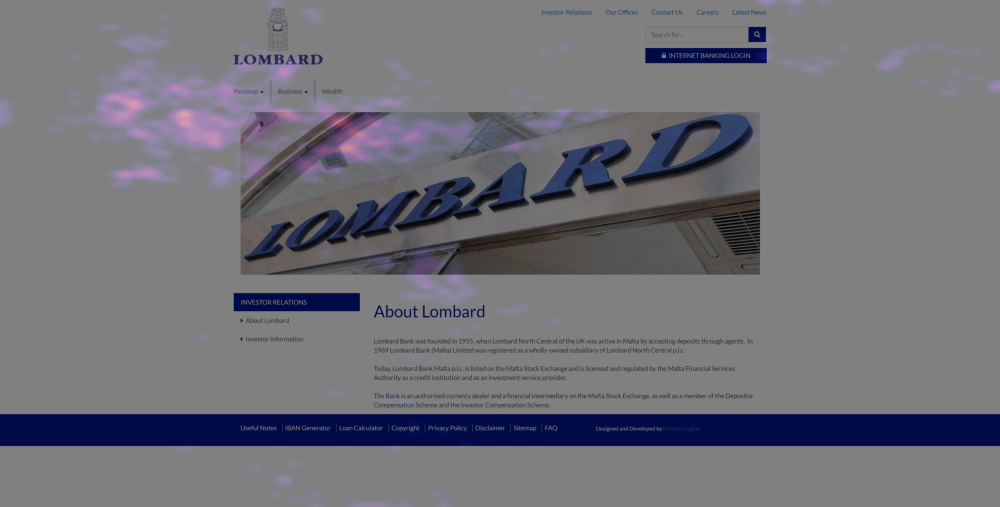 Investor Relations Our Offices Contact Us Careers Latest News
LOMBARD
Search for...
INTERNET BANKING LOGIN
Personal Business Wealth
LOMBARD
INVESTOR RELATIONS
About Lombard
Investor Information
About Lombard
Lombard Bank was founded in 1955, when Lombard North Central of the UK was active in Malta by accepting deposits through agents. In
1969 Lombard Bank (Malta) Limited was registered as a wholly-owned subsidiary of Lombard North Central p.l.c.
Today, Lombard Bank Malta p.l.c. is listed on the Malta Stock Exchange and is licensed and regulated by the Malta Financial Services
Authority as a credit institution and as an investment service provider.
The Bank is an authorised currency dealer and a financial intermediary on the Malta Stock Exchange, as well as a member of the Depositor
Compensation Scheme and the Investor Compensation Scheme.
Useful Notes IBAN Generator Loan Calculator Copyright Privacy Policy Disclaimer Sitemap FAQ
Designed and Developed by Deloitte Digital